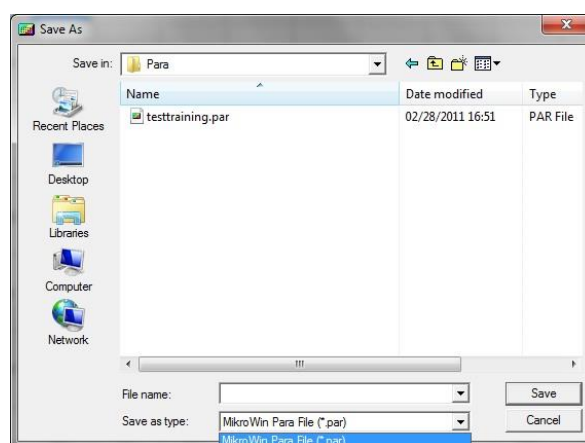 Save As
Save in: Para
Name Date modified Type
testtraining.par 02/28/2011 16:51 PAR File
Recent Places
Desktop
Libraries
Computer
Network
File name: Save
Save as type: MikroWin Para File (*.par) Cancel
MikroWin Para File (*.par)